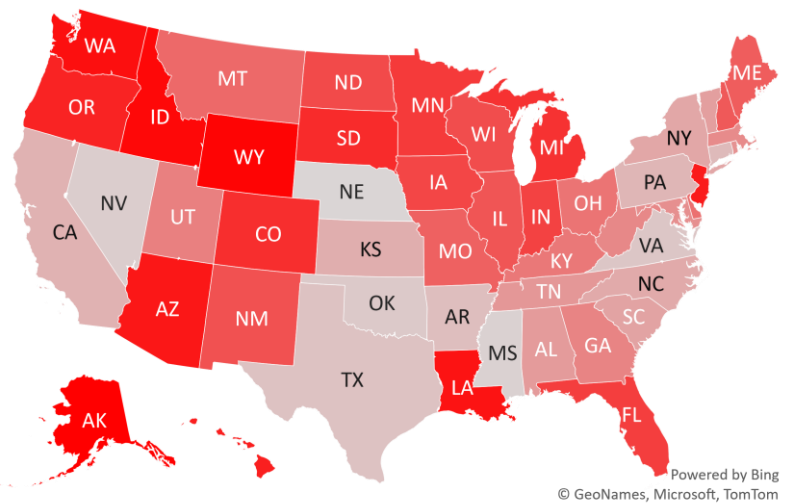 WA
ME
MT
ND
OR
MN
ID
WI
NY
SD
MI
WY
IA
PA
NE
NV
OH
UT
IL
IN
CA
CO
VA
KS
MO
KY
NC
TN
AZ
OK
NM
AR
SC
MS
AL
GA
TX
LA
FL
AK
Powered by Bing
© GeoNames, Microsoft, TomTom